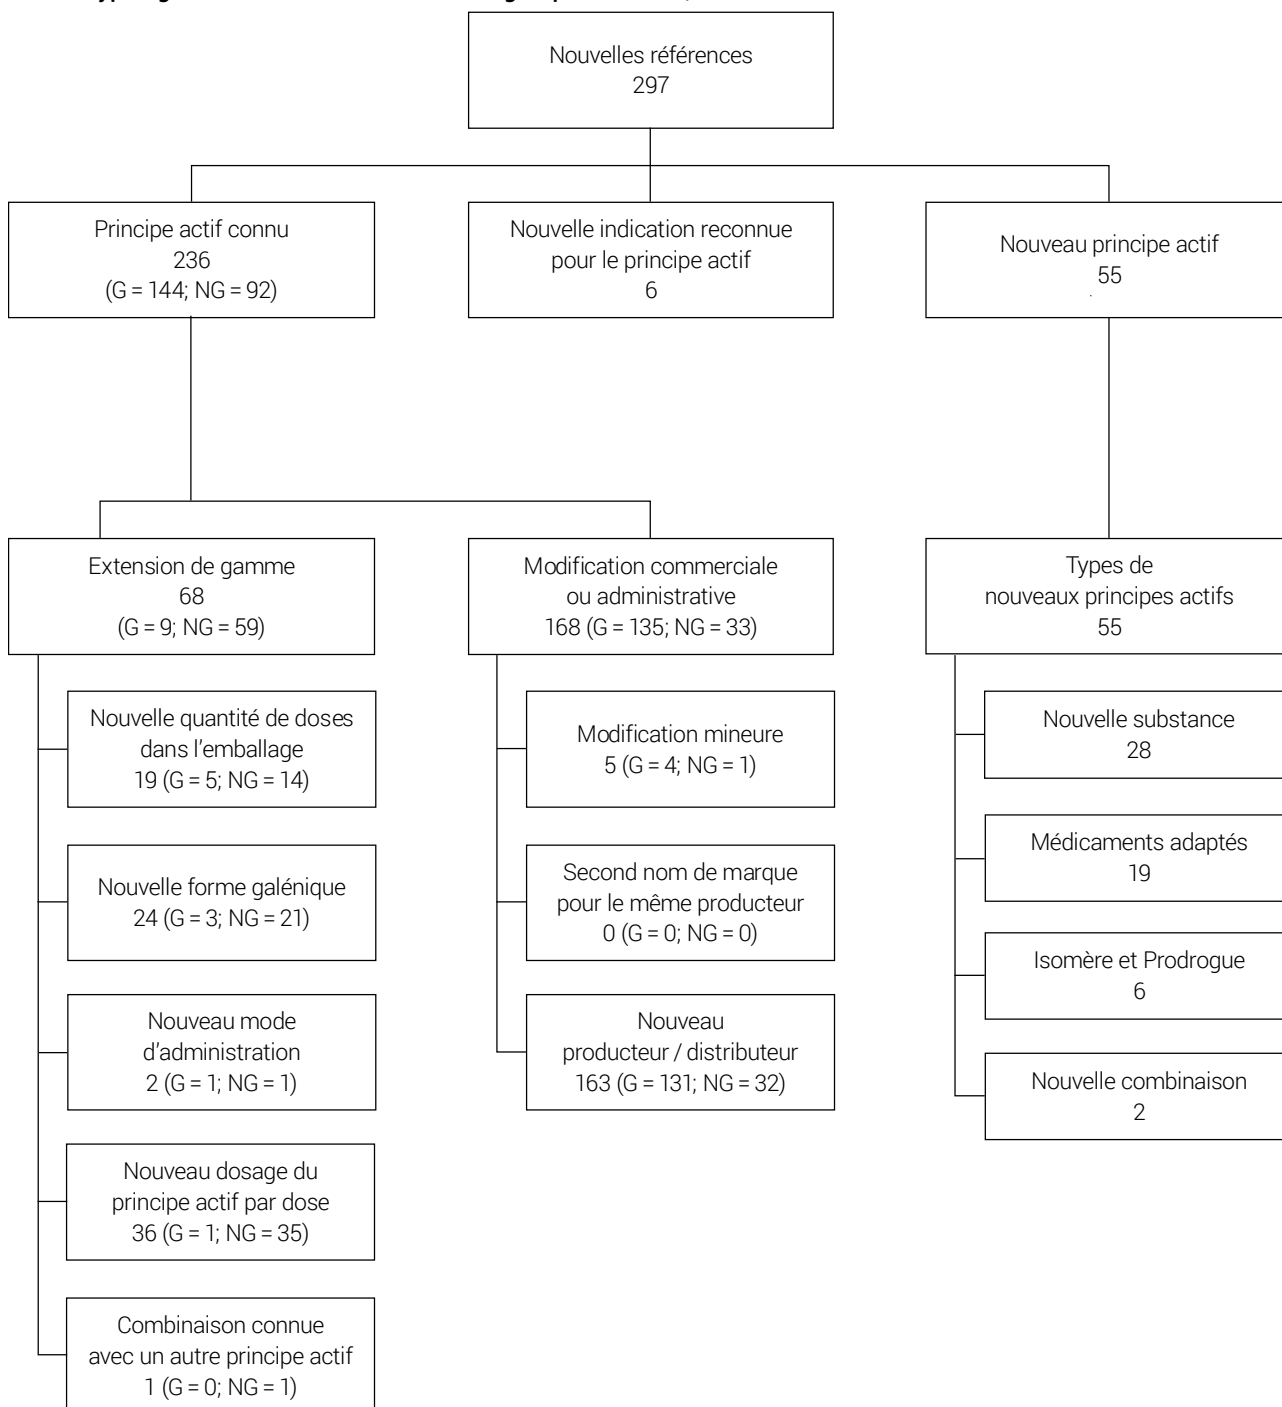 Nouvelles références
297
Principe actif connu
236
(G = 144; NG = 92)
Nouvelle indication reconnue
pour le principe actif
6
Nouveau principe actif
55
Extension de gamme
68
(G = 9; NG = 59)
Modification commerciale
ou administrative
168 (G = 135; NG = 33)
Types de
nouveaux principes actifs
55
Nouvelle quantité de doses
dans l'emballage
19 (G = 5; NG = 14)
Nouvelle forme galénique
24 (G = 3; NG = 21)
Nouveau mode
d'administration
2 (G = 1; NG = 1)
Nouveau dosage du
principe actif par dose
36 (G = 1; NG = 35)
Combinaison connue
avec un autre principe actif
1 (G = 0; NG = 1)
Modification mineure
5 (G = 4; NG = 1)
Second nom de marque
pour le même producteur
0 (G = 0; NG = 0)
Nouveau
producteur / distributeur
163 (G = 131; NG = 32)
Nouvelle substance
28
Médicaments adaptés
19
Isomère et Prodrogue
6
Nouvelle combinaison
2